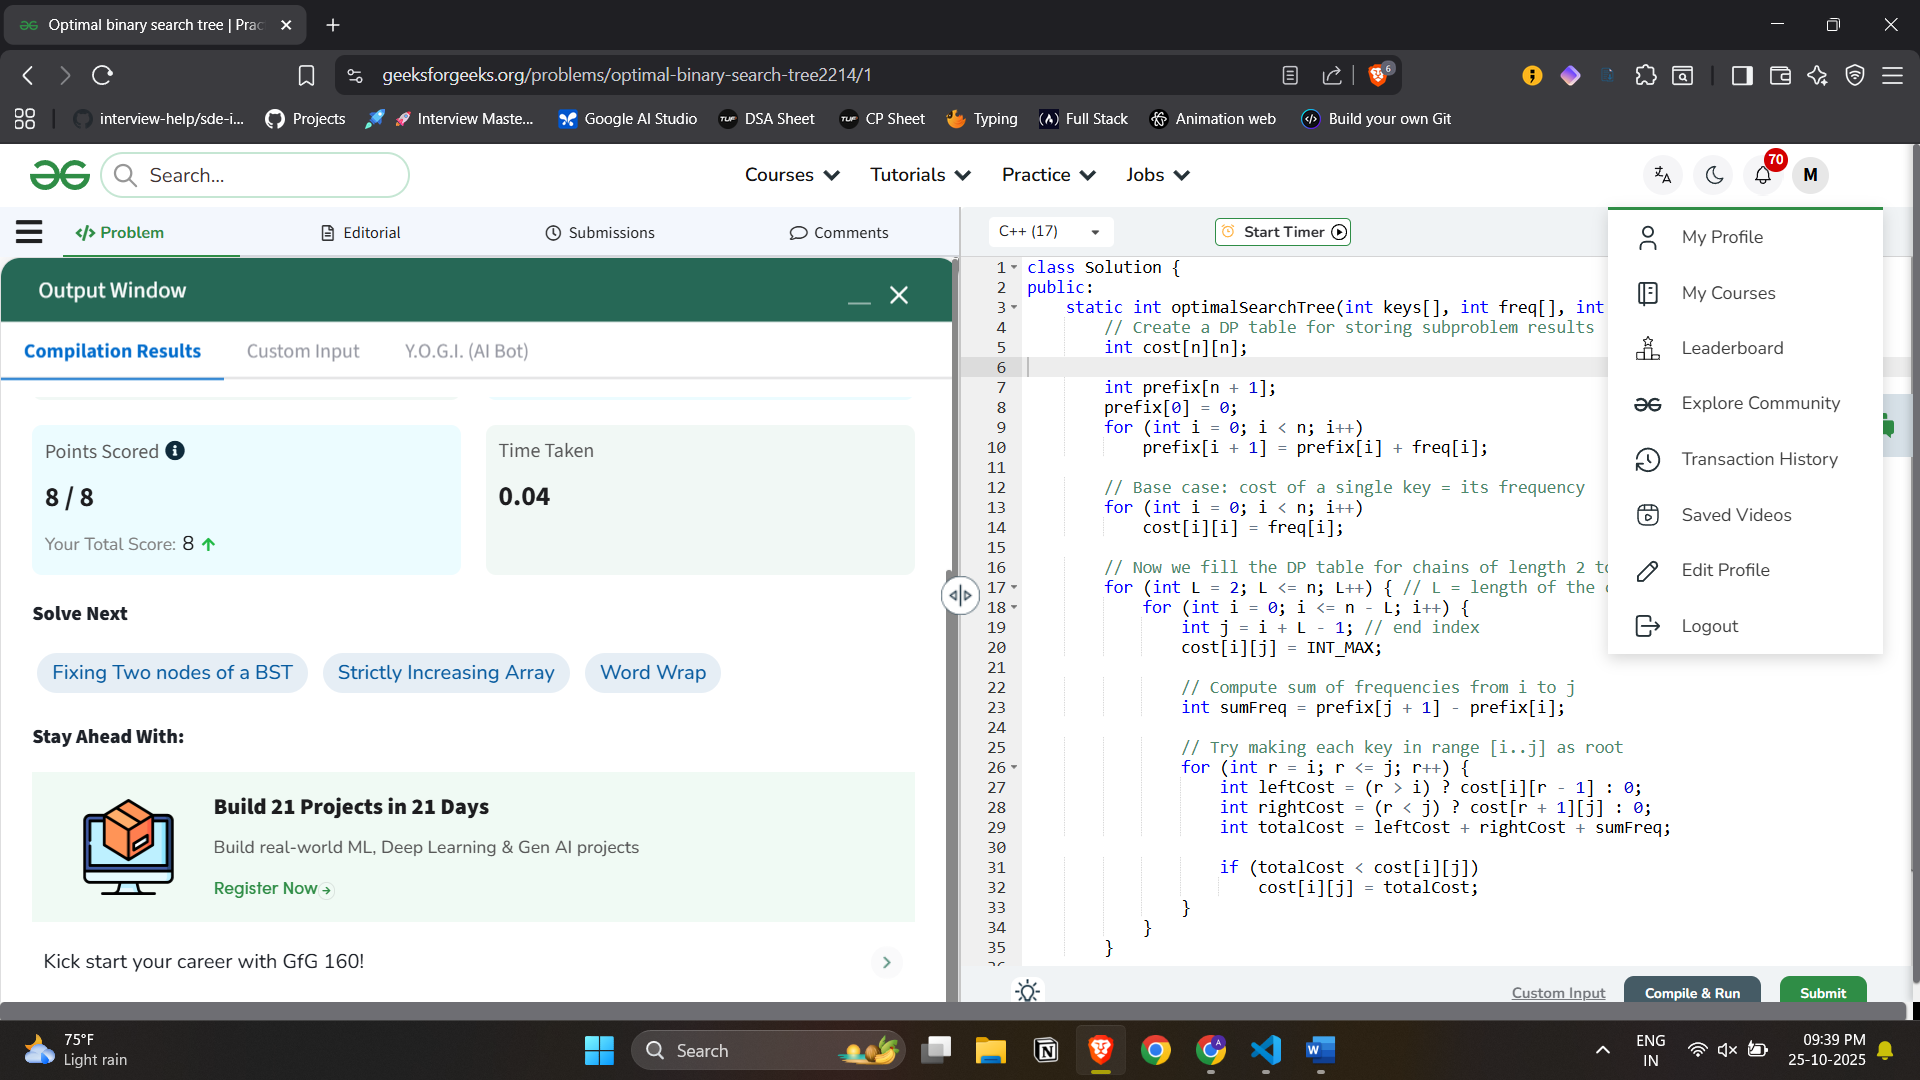 Optimal binary search tree | Prac
geeksforgeeks.org/problems/optimal-binary-search-tree2214/1
6
interview-help/sde-i...
Projects
Interview Maste...
Google AI Studio
TUF DSA Sheet
TUF CP Sheet
Typing
Full Stack
Animation web
Build your own Git
Search...
Courses
Tutorials
Practice
Jobs
70
M
</> Problem
Editorial
Submissions
Comments
C++ (17)
Start Timer
My Profile
My Courses
Leaderboard
Explore Community
Transaction History
Saved Videos
Edit Profile
Logout
Output Window
Compilation Results
Custom Input
Y.O.G.I. (AI Bot)
Points Scored
8 / 8
Your Total Score: 8
Time Taken
0.04
Solve Next
Fixing Two nodes of a BST
Strictly Increasing Array
Word Wrap
Stay Ahead With:
Build 21 Projects in 21 Days
Build real-world ML, Deep Learning & Gen AI projects
Register Now
Kick start your career with GfG 160!
1 class Solution {
2 public:
3 static int optimalSearchTree(int keys[], int freq[], int
4 // Create a DP table for storing subproblem results
5 int cost[n][n];
6
7 int prefix[n + 1];
8 prefix[0] = 0;
9 for (int i = 0; i < n; i++)
10 prefix[i + 1] = prefix[i] + freq[i];
11
12 // Base case: cost of a single key = its frequency
13 for (int i = 0; i < n; i++)
14 cost[i][i] = freq[i];
15
16 // Now we fill the DP table for chains of length 2
17 for (int L = 2; L <= n; L++) { // L = length of the
18 for (int i = 0; i <= n - L; i++) {
19 int j = i + L - 1; // end index
20 cost[i][j] = INT_MAX;
21
22 // Compute sum of frequencies from i to j
23 int sumFreq = prefix[j + 1] - prefix[i];
24
25 // Try making each key in range [i..j] as root
26 for (int r = i; r <= j; r++) {
27 int leftCost = (r > i) ? cost[i][r - 1] : 0;
28 int rightCost = (r < j) ? cost[r + 1][j] : 0;
29 int totalCost = leftCost + rightCost + sumFreq;
30
31 if (totalCost < cost[i][j])
32 cost[i][j] = totalCost;
33 }
34 }
35 }
Custom Input
Compile & Run
Submit
75°F
Light rain
Search
ENG
IN
09:39 PM
25-10-2025